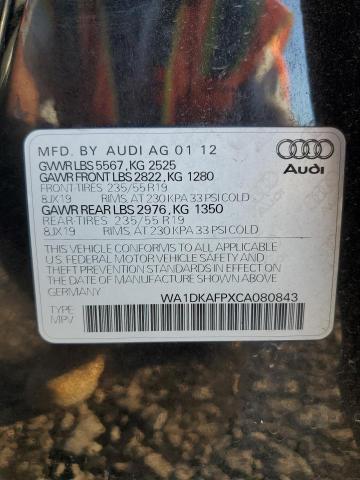 MFD. BY AUDI AG 01 12
GVWR LBS 5567, KG 2525
GAWR FRONT LBS 2822, KG 1280
FRONT-TIRES 235/55 R19
8JX19 RIMS AT 230 KPA 33 PSI COLD
GAWR REAR LBS 2976, KG 1350
REAR-TIRES 235/55 R19
8JX19 RIMS AT 230 KPA 33 PSI COLD
Audi
THIS VEHICLE CONFORMS TO ALL APPLICABLE
U.S FEDERAL MOTOR VEHICLE SAFETY AND
THEFT PREVENTION STANDARDS IN EFFECT ON
THE DATE OF MANUFACTURE SHOWN ABOVE
GERMANY
WA1DKAFPXCA080843
TYPE:
MPV